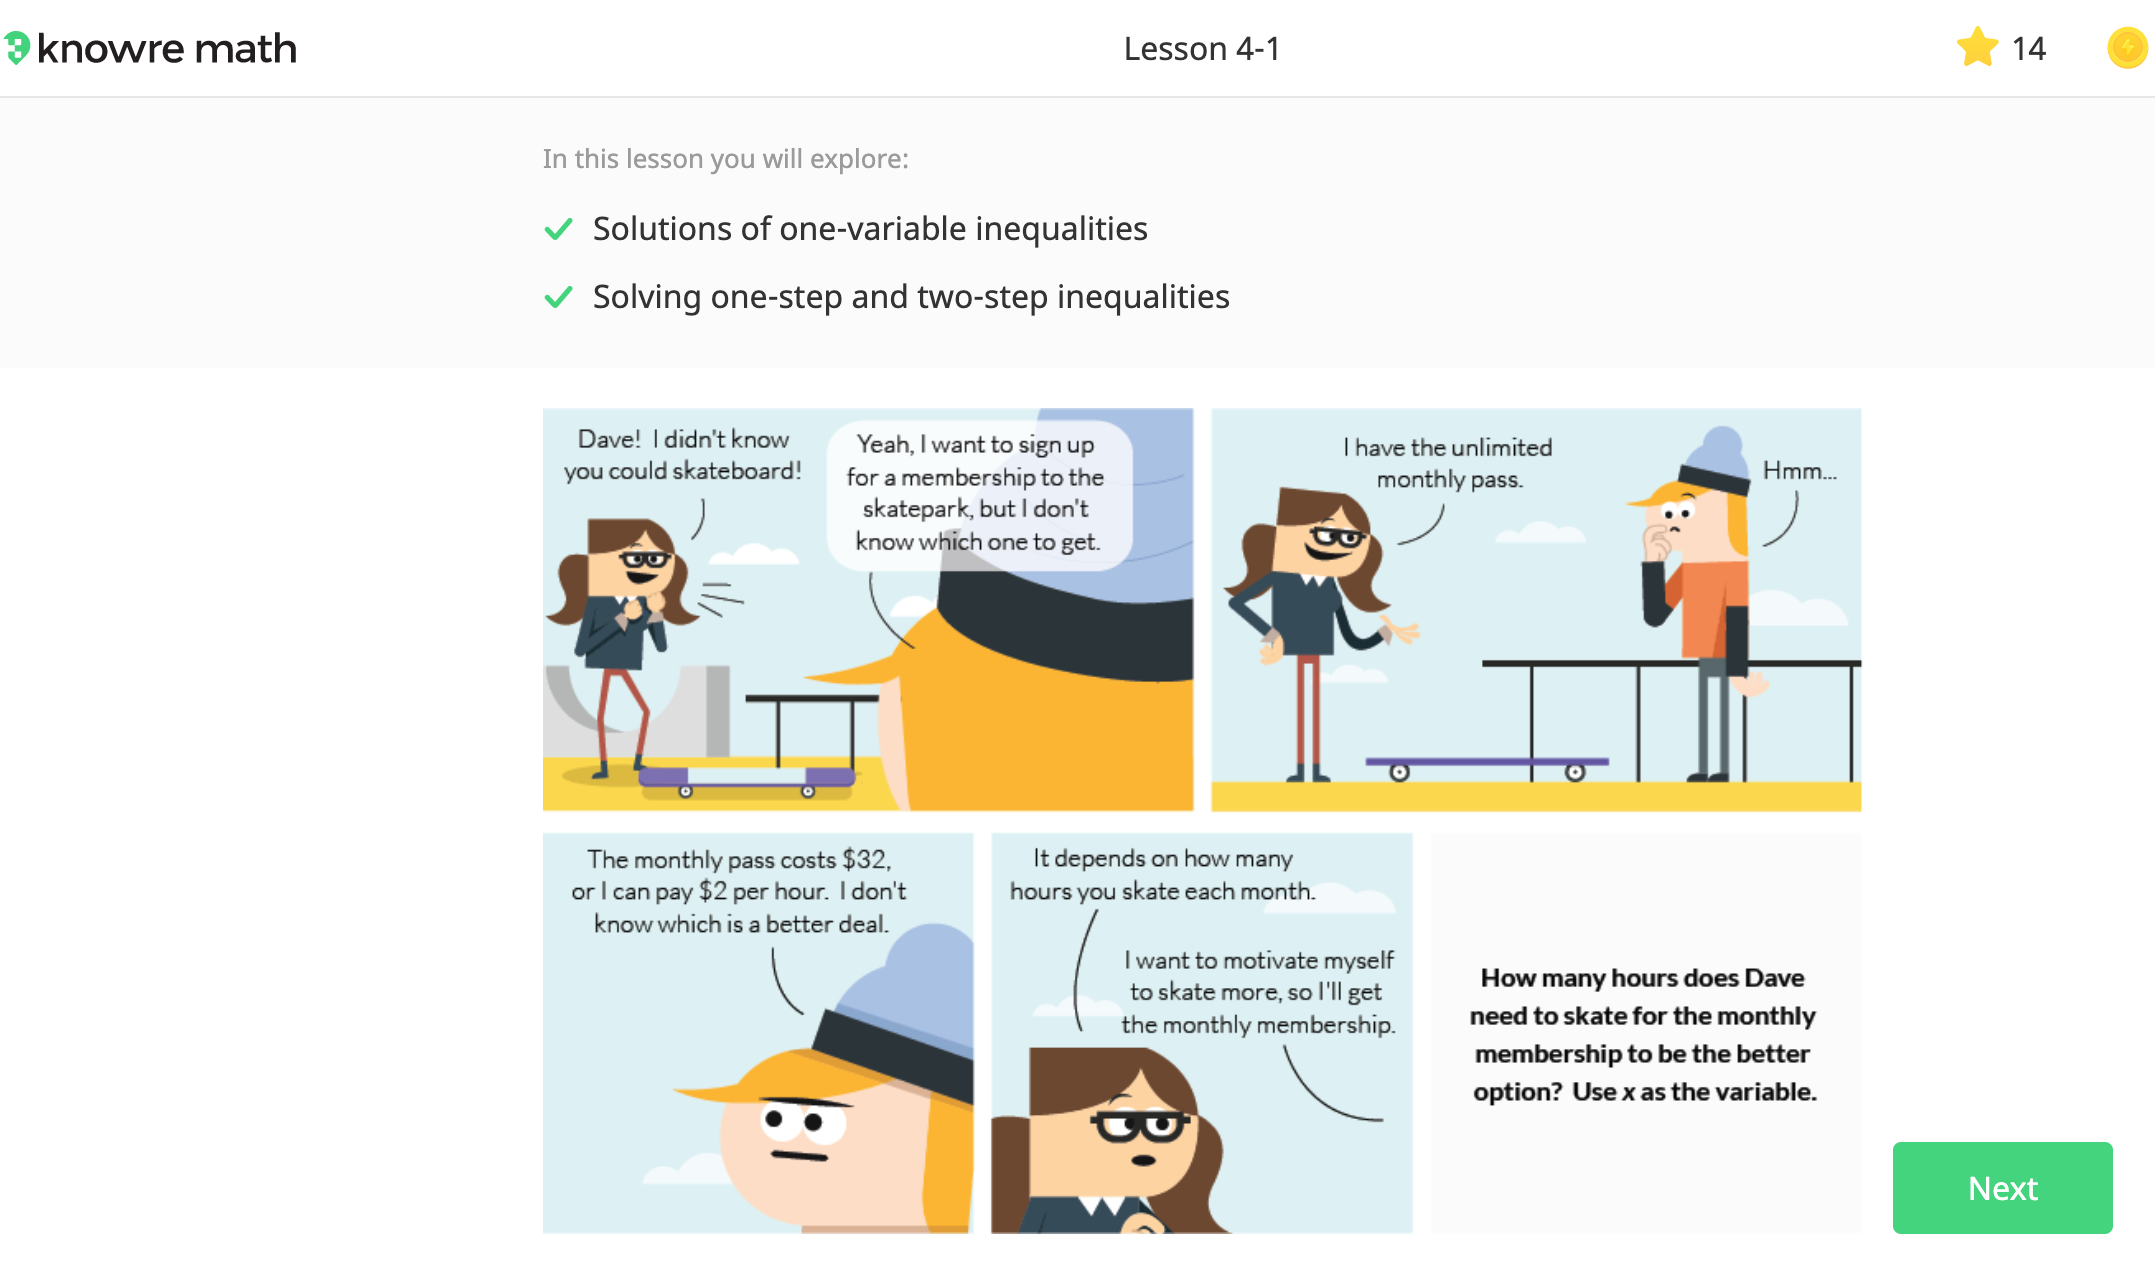 knowre math
Lesson 4-1
14
In this lesson you will explore:
Solutions of one-variable inequalities
Solving one-step and two-step inequalities
Dave! I didn't know
you could skateboard!
Yeah, I want to sign up
for a membership to the
skatepark, but I don't
know which one to get.
I have the unlimited
monthly pass.
Hmm...
The monthly pass costs $32,
or I can pay $2 per hour. I don't
know which is a better deal.
It depends on how many
hours you skate each month.
I want to motivate myself
to skate more, so I'll get
the monthly membership.
How many hours does Dave
need to skate for the monthly
membership to be the better
option? Use x as the variable.
Next